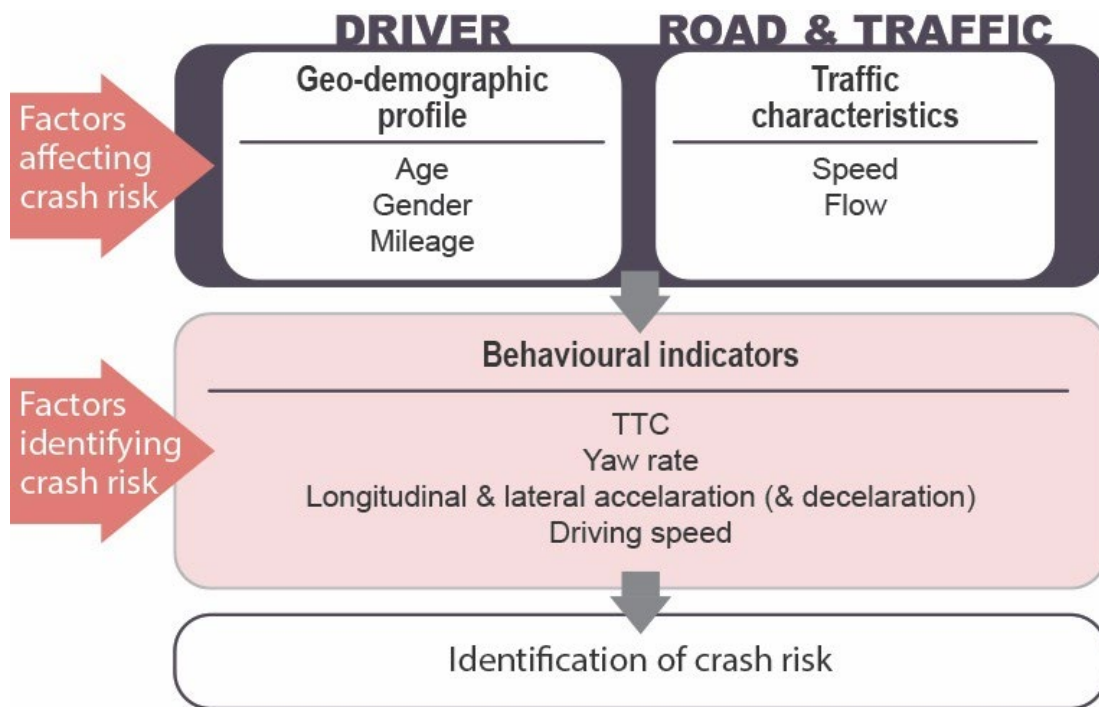 DRIVER
ROAD & TRAFFIC
Factors
affecting
crash risk
Geo-demographic
profile
Age
Gender
Mileage
Traffic
characteristics
Speed
Flow
Factors
identifying
crash risk
Behavioural indicators
TTC
Yaw rate
Longitudinal & lateral accelaration (& decelaration)
Driving speed
Identification of crash risk